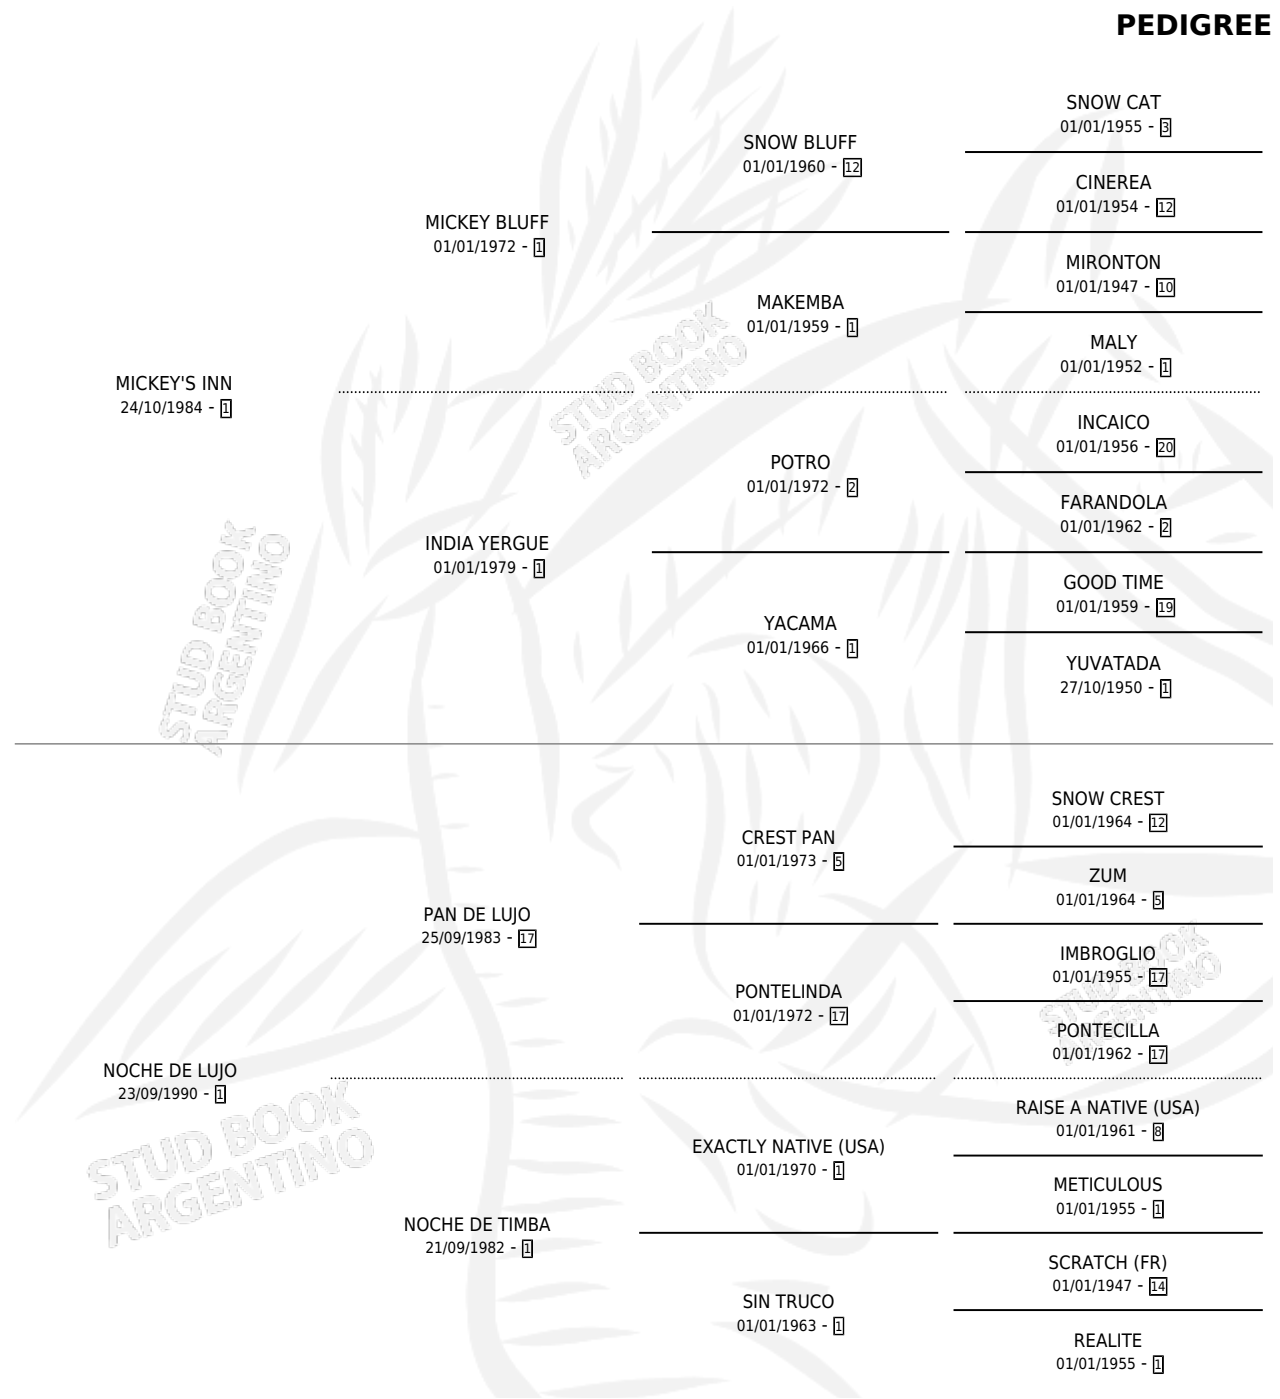 PEDIGREE
SNOW CAT
01/01/1955 - 3
SNOW BLUFF
01/01/1960 - 12
CINEREA
01/01/1954 - 12
MICKEY BLUFF
01/01/1972 - 1
MIRONTON
01/01/1947 - 10
MAKEMBA
01/01/1959 - 1
MALY
01/01/1952 - 1
MICKEY'S INN
24/10/1984 - 1
STUD BOOK
ARGENTINO
INCAICO
01/01/1956 - 20
POTRO
01/01/1972 - 2
FARANDOLA
01/01/1962 - 2
INDIA YERGUE
01/01/1979 - 1
GOOD TIME
01/01/1959 - 19
YACAMA
01/01/1966 - 1
YUVATADA
27/10/1950 - 1
STUD BOOK
ARGENTINO
SNOW CREST
01/01/1964 - 12
CREST PAN
01/01/1973 - 5
ZUM
01/01/1964 - 5
PAN DE LUJO
25/09/1983 - 17
IMBROGLIO
01/01/1955 - 17
PONTELINDA
01/01/1972 - 17
PONTECILLA
01/01/1962 - 17
STUD BOOK
ARGENTINO
NOCHE DE LUJO
23/09/1990 - 1
STUD BOOK
ARGENTINO
RAISE A NATIVE (USA)
01/01/1961 - 8
EXACTLY NATIVE (USA)
01/01/1970 - 1
METICULOUS
01/01/1955 - 1
NOCHE DE TIMBA
21/09/1982 - 1
SCRATCH (FR)
01/01/1947 - 14
SIN TRUCO
01/01/1963 - 1
REALITE
01/01/1955 - 1